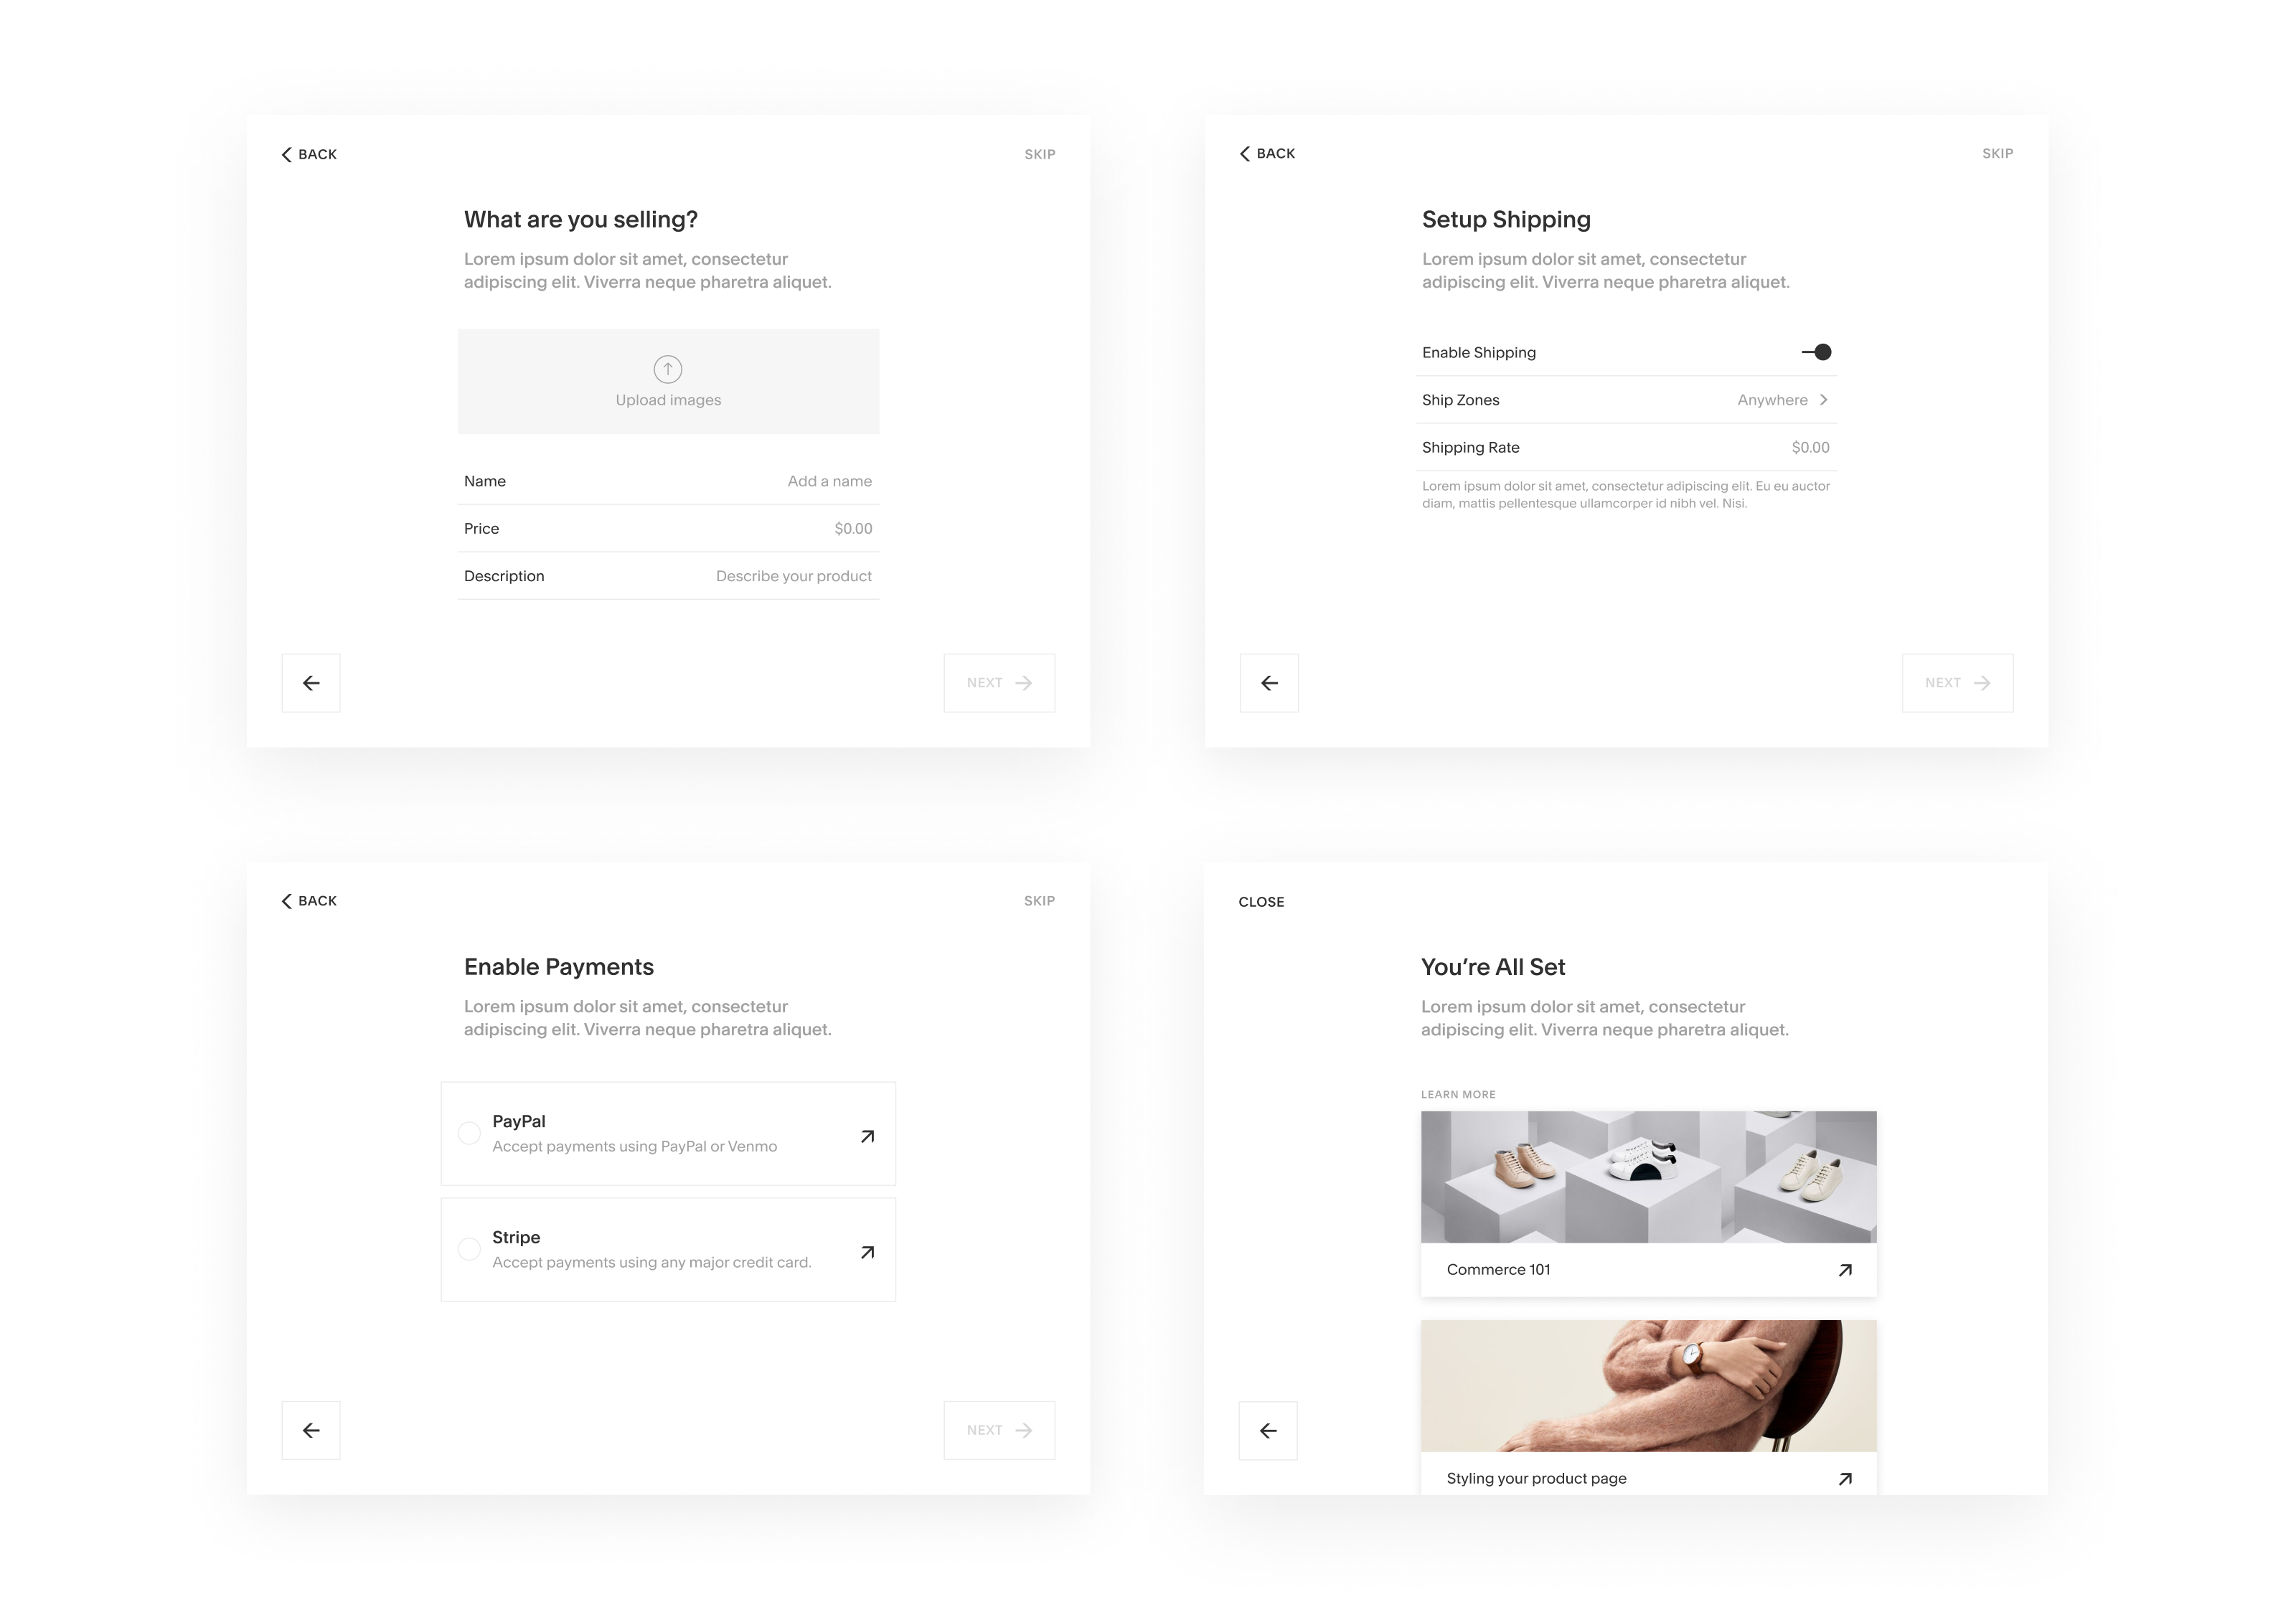 BACK
SKIP
What are you selling?
Lorem ipsum dolor sit amet, consectetur
adipiscing elit. Viverra neque pharetra aliquet.
Upload images
Name Add a name
Price $0.00
Description Describe your product
NEXT
BACK
SKIP
Setup Shipping
Lorem ipsum dolor sit amet, consectetur
adipiscing elit. Viverra neque pharetra aliquet.
Enable Shipping
Ship Zones Anywhere
Shipping Rate $0.00
Lorem ipsum dolor sit amet, consectetur adipiscing elit. Eu eu auctor
diam, mattis pellentesque ullamcorper id nibh vel. Nisi.
NEXT
BACK
SKIP
Enable Payments
Lorem ipsum dolor sit amet, consectetur
adipiscing elit. Viverra neque pharetra aliquet.
PayPal
Accept payments using PayPal or Venmo
Stripe
Accept payments using any major credit card.
NEXT
CLOSE
You’re All Set
Lorem ipsum dolor sit amet, consectetur
adipiscing elit. Viverra neque pharetra aliquet.
LEARN MORE
Commerce 101
Styling your product page